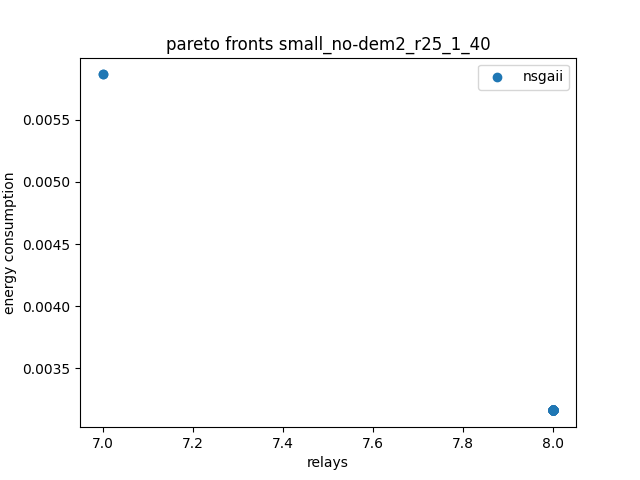 pareto fronts small_no-dem2_r25_1_40
nsgaii
0.0055
0.0050
0.0045
0.0040
0.0035
energy consumption
7.0 7.2 7.4 7.6 7.8 8.0
relays